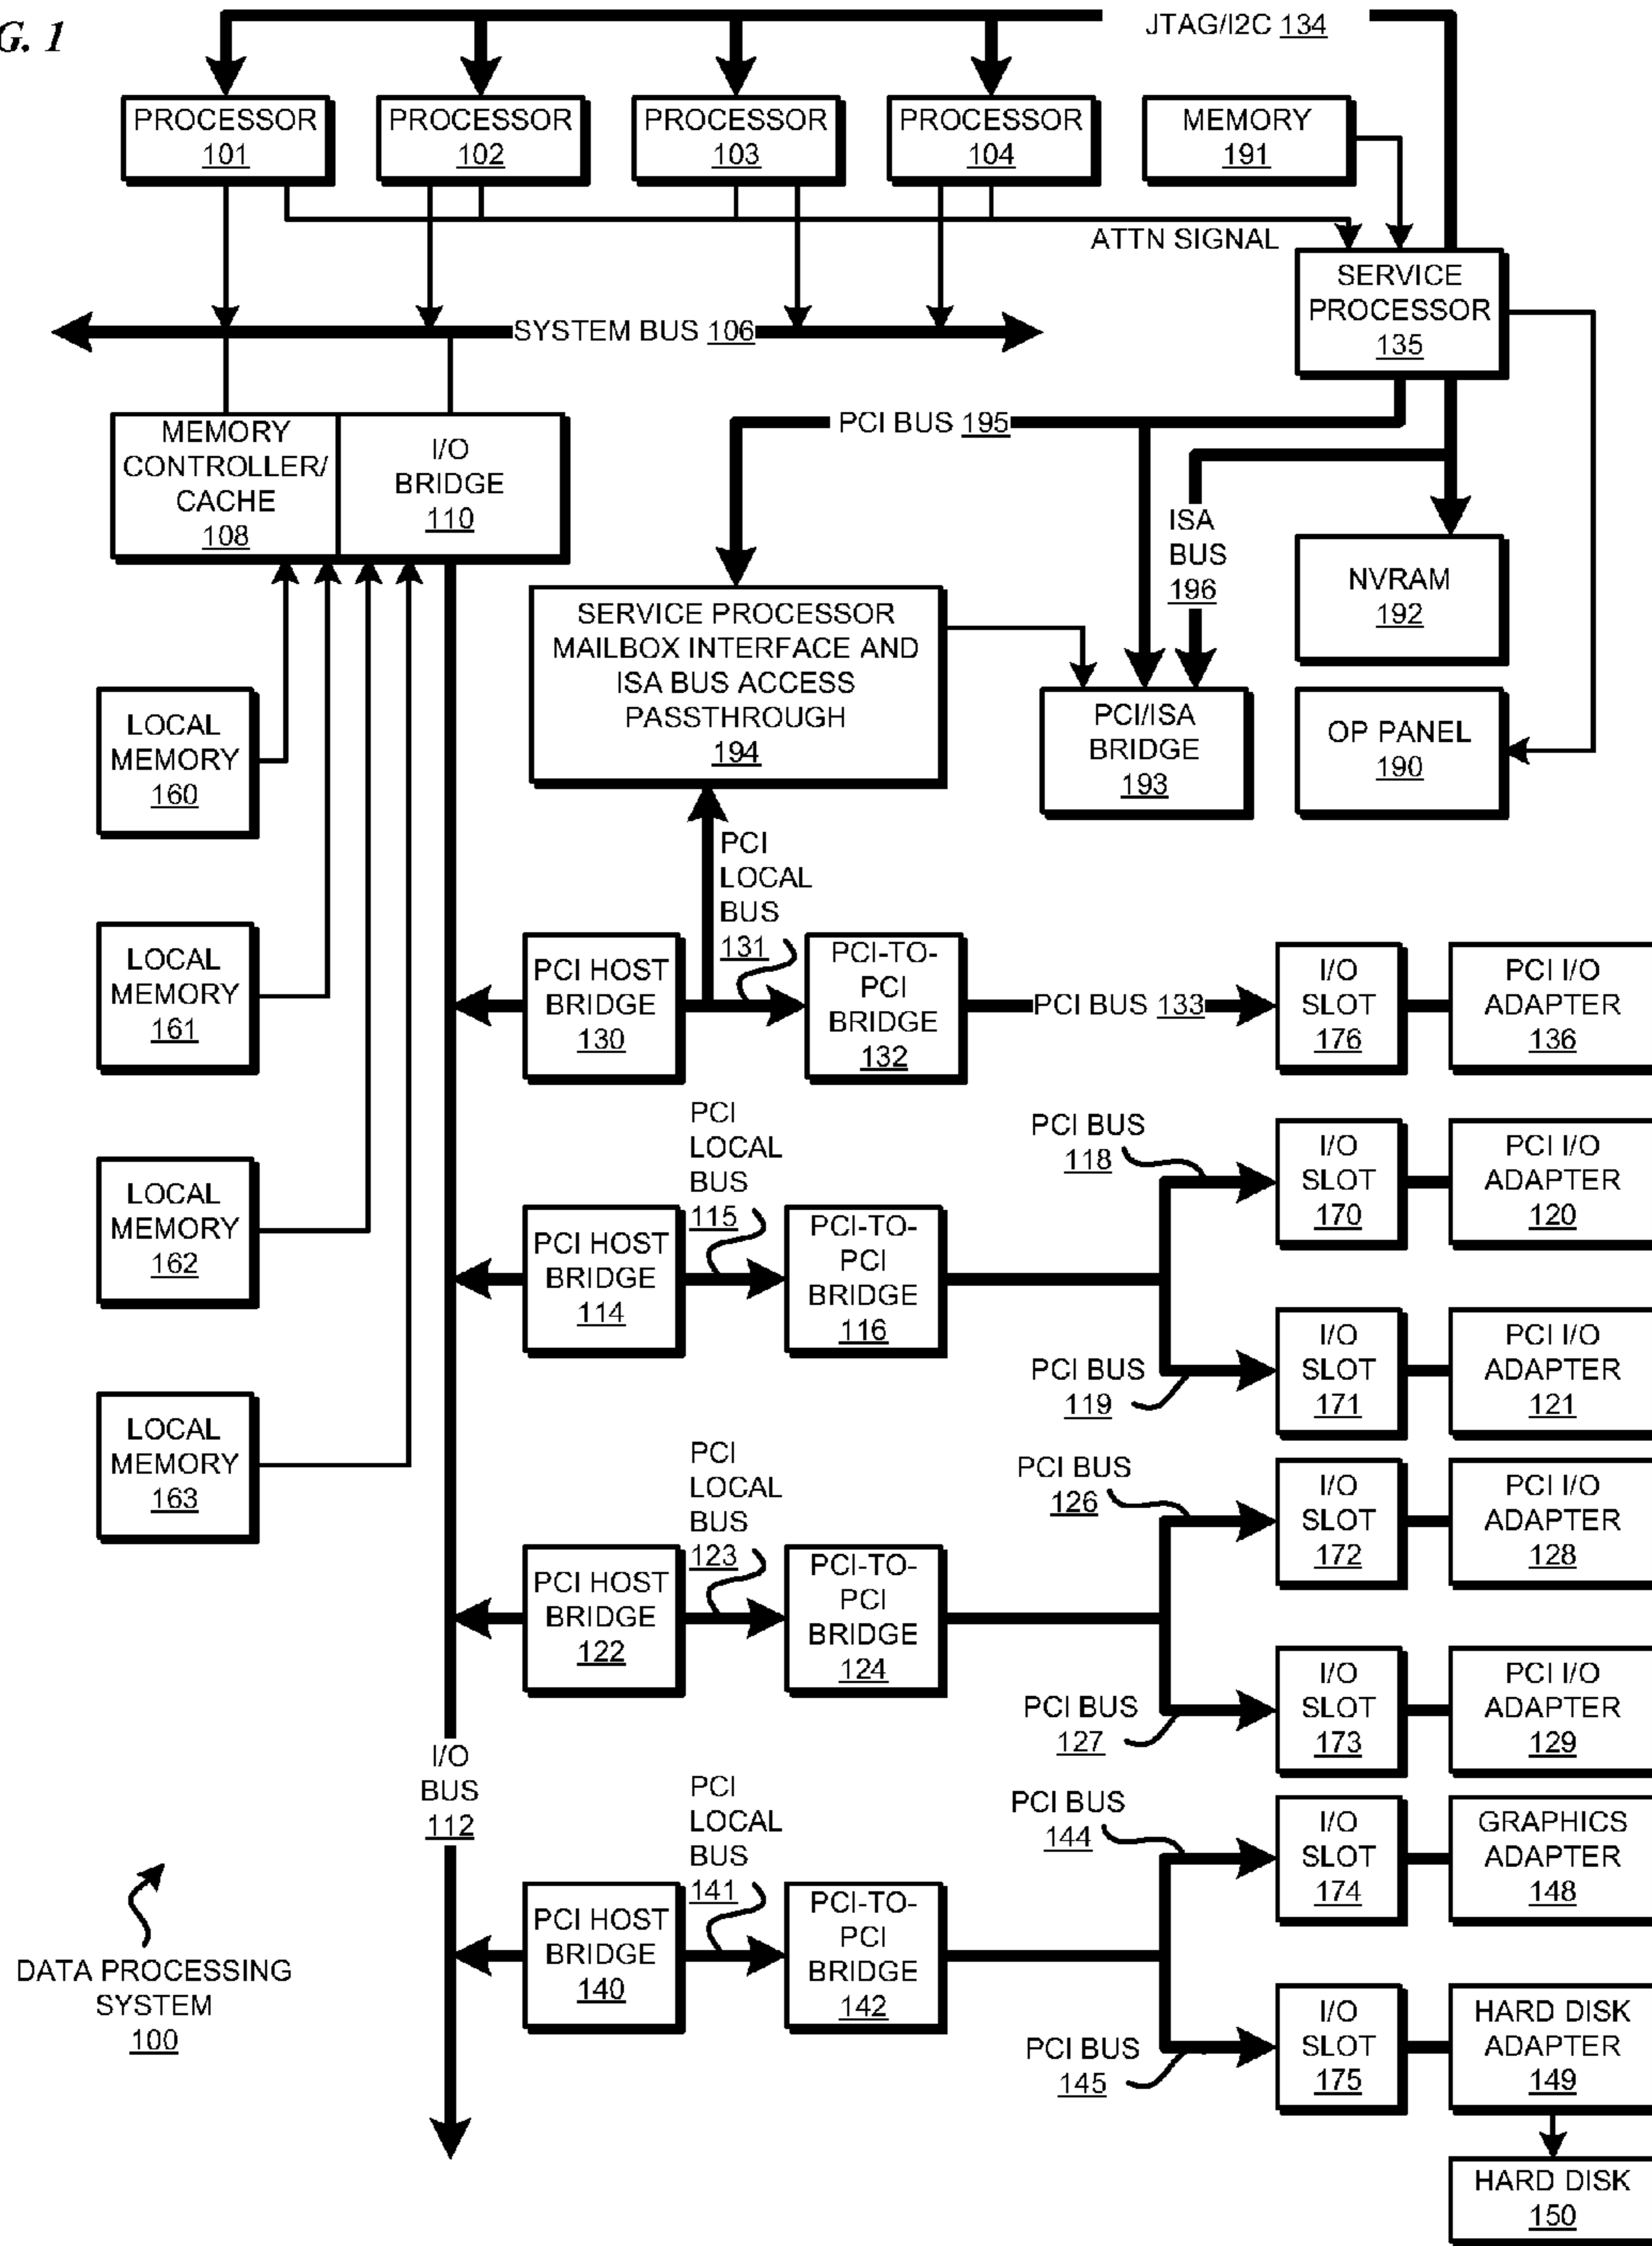 G. 1
JTAG/I2C 134
PROCESSOR
101
PROCESSOR
102
PROCESSOR
103
PROCESSOR
104
MEMORY
191
ATTN SIGNAL
SERVICE
PROCESSOR
135
SYSTEM BUS 106
MEMORY
CONTROLLER/
CACHE
108
I/O
BRIDGE
110
PCI BUS 195
ISA
BUS
196
NVRAM
192
SERVICE PROCESSOR
MAILBOX INTERFACE AND
ISA BUS ACCESS
PASSTHROUGH
194
PCI/ISA
BRIDGE
193
OP PANEL
190
LOCAL
MEMORY
160
LOCAL
MEMORY
161
LOCAL
MEMORY
162
LOCAL
MEMORY
163
PCI
LOCAL
BUS
131
PCI HOST
BRIDGE
130
PCI-TO-
PCI
BRIDGE
132
PCI BUS 133
I/O
SLOT
176
PCI I/O
ADAPTER
136
PCI
LOCAL
BUS
115
PCI HOST
BRIDGE
114
PCI-TO-
PCI
BRIDGE
116
PCI BUS
118
I/O
SLOT
170
PCI I/O
ADAPTER
120
PCI BUS
119
I/O
SLOT
171
PCI I/O
ADAPTER
121
PCI
LOCAL
BUS
123
PCI HOST
BRIDGE
122
PCI-TO-
PCI
BRIDGE
124
PCI BUS
126
I/O
SLOT
172
PCI I/O
ADAPTER
128
PCI BUS
127
I/O
SLOT
173
PCI I/O
ADAPTER
129
I/O
BUS
112
PCI
LOCAL
BUS
141
PCI HOST
BRIDGE
140
PCI-TO-
PCI
BRIDGE
142
PCI BUS
144
I/O
SLOT
174
GRAPHICS
ADAPTER
148
PCI BUS
145
I/O
SLOT
175
HARD DISK
ADAPTER
149
HARD DISK
150
DATA PROCESSING
SYSTEM
100